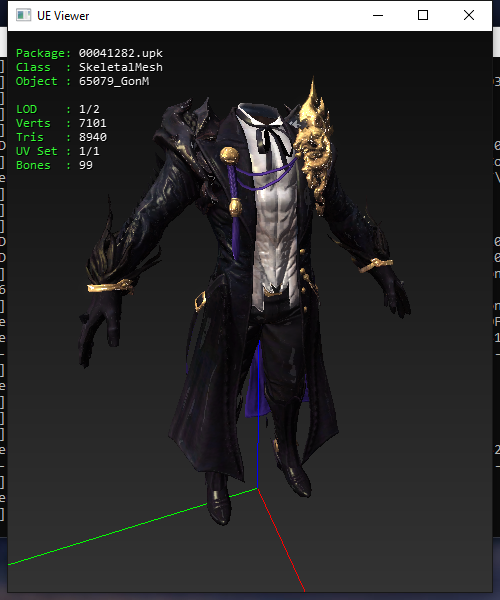 UE Viewer
Package: 00041282.upk
Class : SkeletalMesh
Object : 65079_GonM
LOD : 1/2
Verts : 7101
Tris : 8940
UV Set : 1/1
Bones : 99